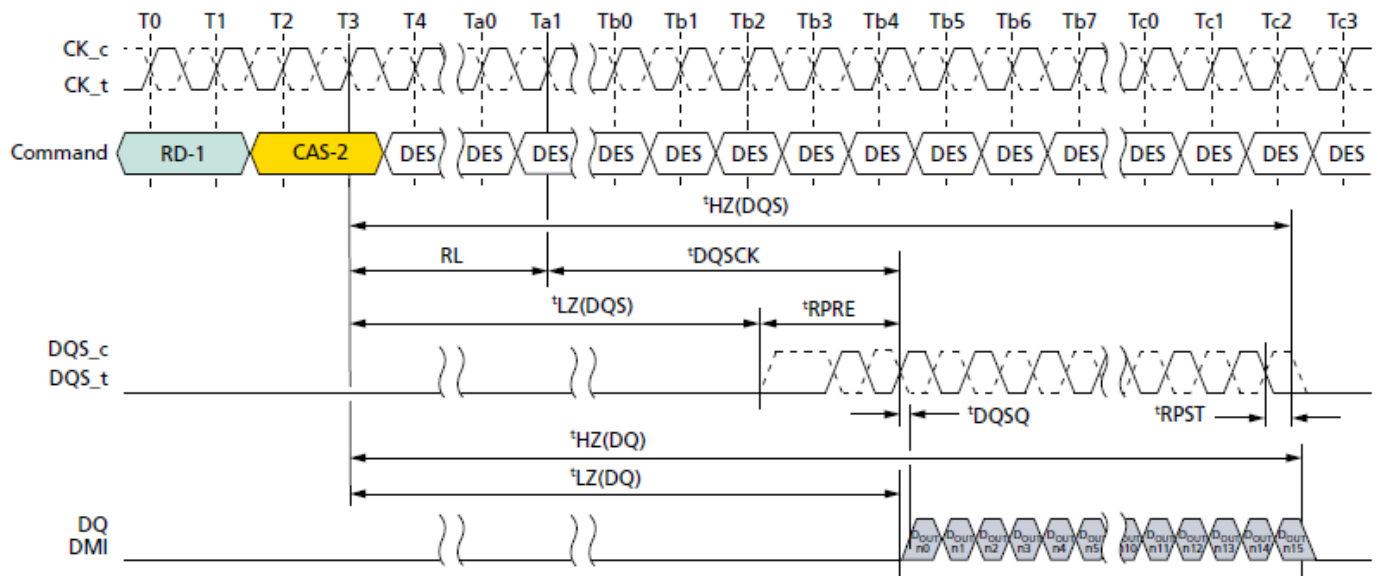 T0 T1 T2 T3 T4 Ta0 Ta1 Tb0 Tb1 Tb2 Tb3 Tb4 Tb5 Tb6 Tb7 Tc0 Tc1 Tc2 Tc3
CK_c
CK_t
Command RD-1 CAS-2 DES DES DES DES DES DES DES DES DES DES DES DES DES DES DES
tHZ(DQS)
RL tDQSCK
tLZ(DQS) tRPRE
DQS_c
DQS_t
tDQSQ tRPST
tHZ(DQ)
tLZ(DQ)
DQ
DMI
DOUT DOUT DOUT DOUT DOUT DOUT DOUT DOUT DOUT DOUT DOUT DOUT
n0 n1 n2 n3 n4 n5 n10 n11 n12 n13 n14 n15